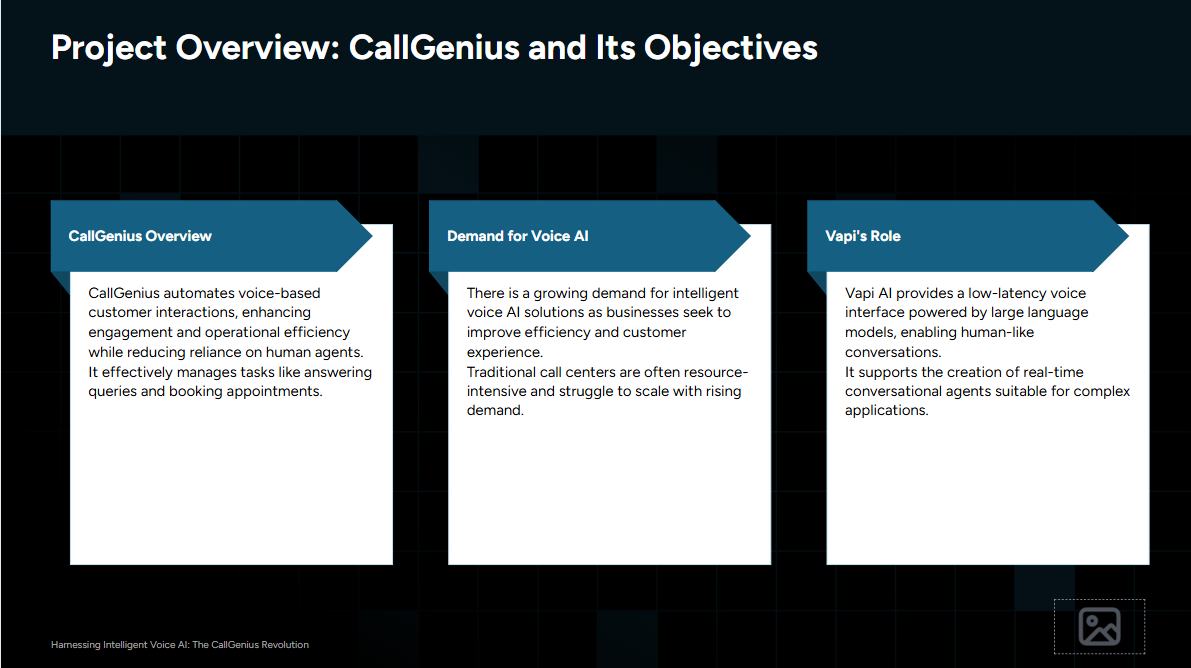 Project Overview: CallGenius and Its Objectives
CallGenius Overview
CallGenius automates voice-based
customer interactions, enhancing
engagement and operational efficiency
while reducing reliance on human agents.
It effectively manages tasks like answering
queries and booking appointments.
Demand for Voice AI
There is a growing demand for intelligent
voice AI solutions as businesses seek to
improve efficiency and customer
experience.
Traditional call centers are often resource-
intensive and struggle to scale with rising
demand.
Vapi's Role
Vapi AI provides a low-latency voice
interface powered by large language
models, enabling human-like
conversations.
It supports the creation of real-time
conversational agents suitable for complex
applications.
Harnessing Intelligent Voice AI: The CallGenius Revolution